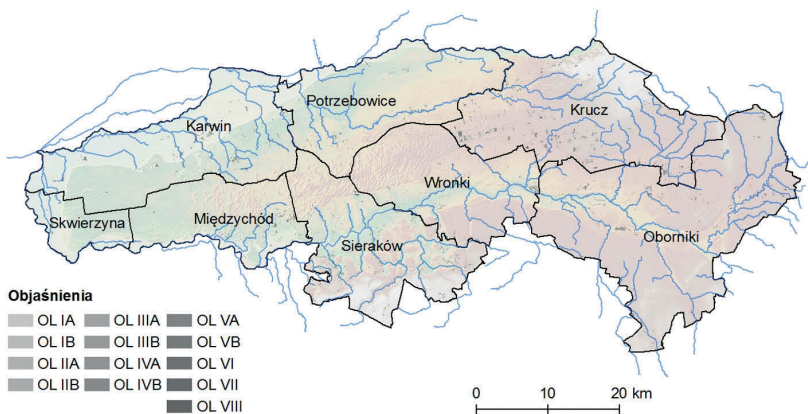 Potrzebowice
Krucz
Karwin
Wronki
Skwierzyna
Międzychód
Sieraków
Oborniki
Objaśnienia
OL IA OL IIIA OL VA
OL IB OL IIIB OL VB
OL IIA OL IVA OL VI
OL IIB OL IVB OL VII
OL VIII
0 10 20 km